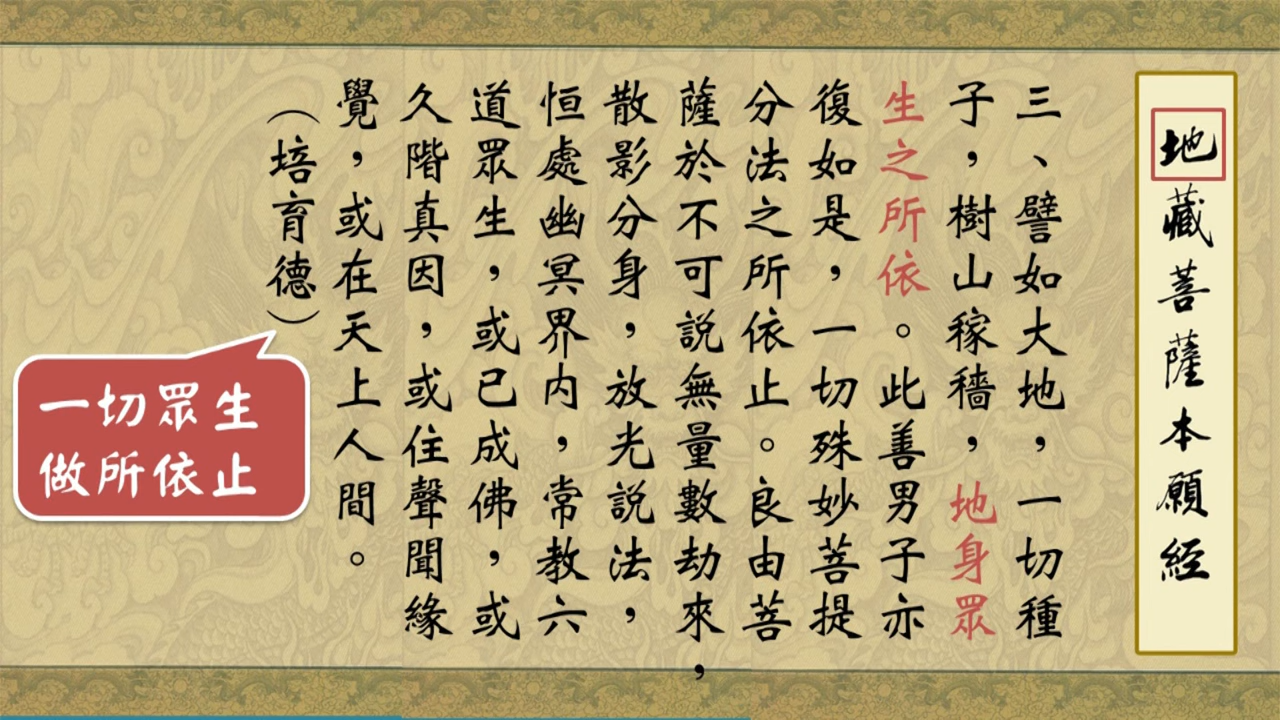 地藏菩薩本願經
三、譬如大地，一切種
子，樹山稼穡，地身眾
生之所依。此善男子亦
復如是，一切殊妙菩提
分法之所依止。良由菩
薩於不可說無量數劫來，
散影分身，放光說法，
恒處幽冥界内，常教六
道眾生，或已成佛，或
久階真因，或住聲聞緣
覺，或在天上人間。
（培育德）
一切眾生
做所依止